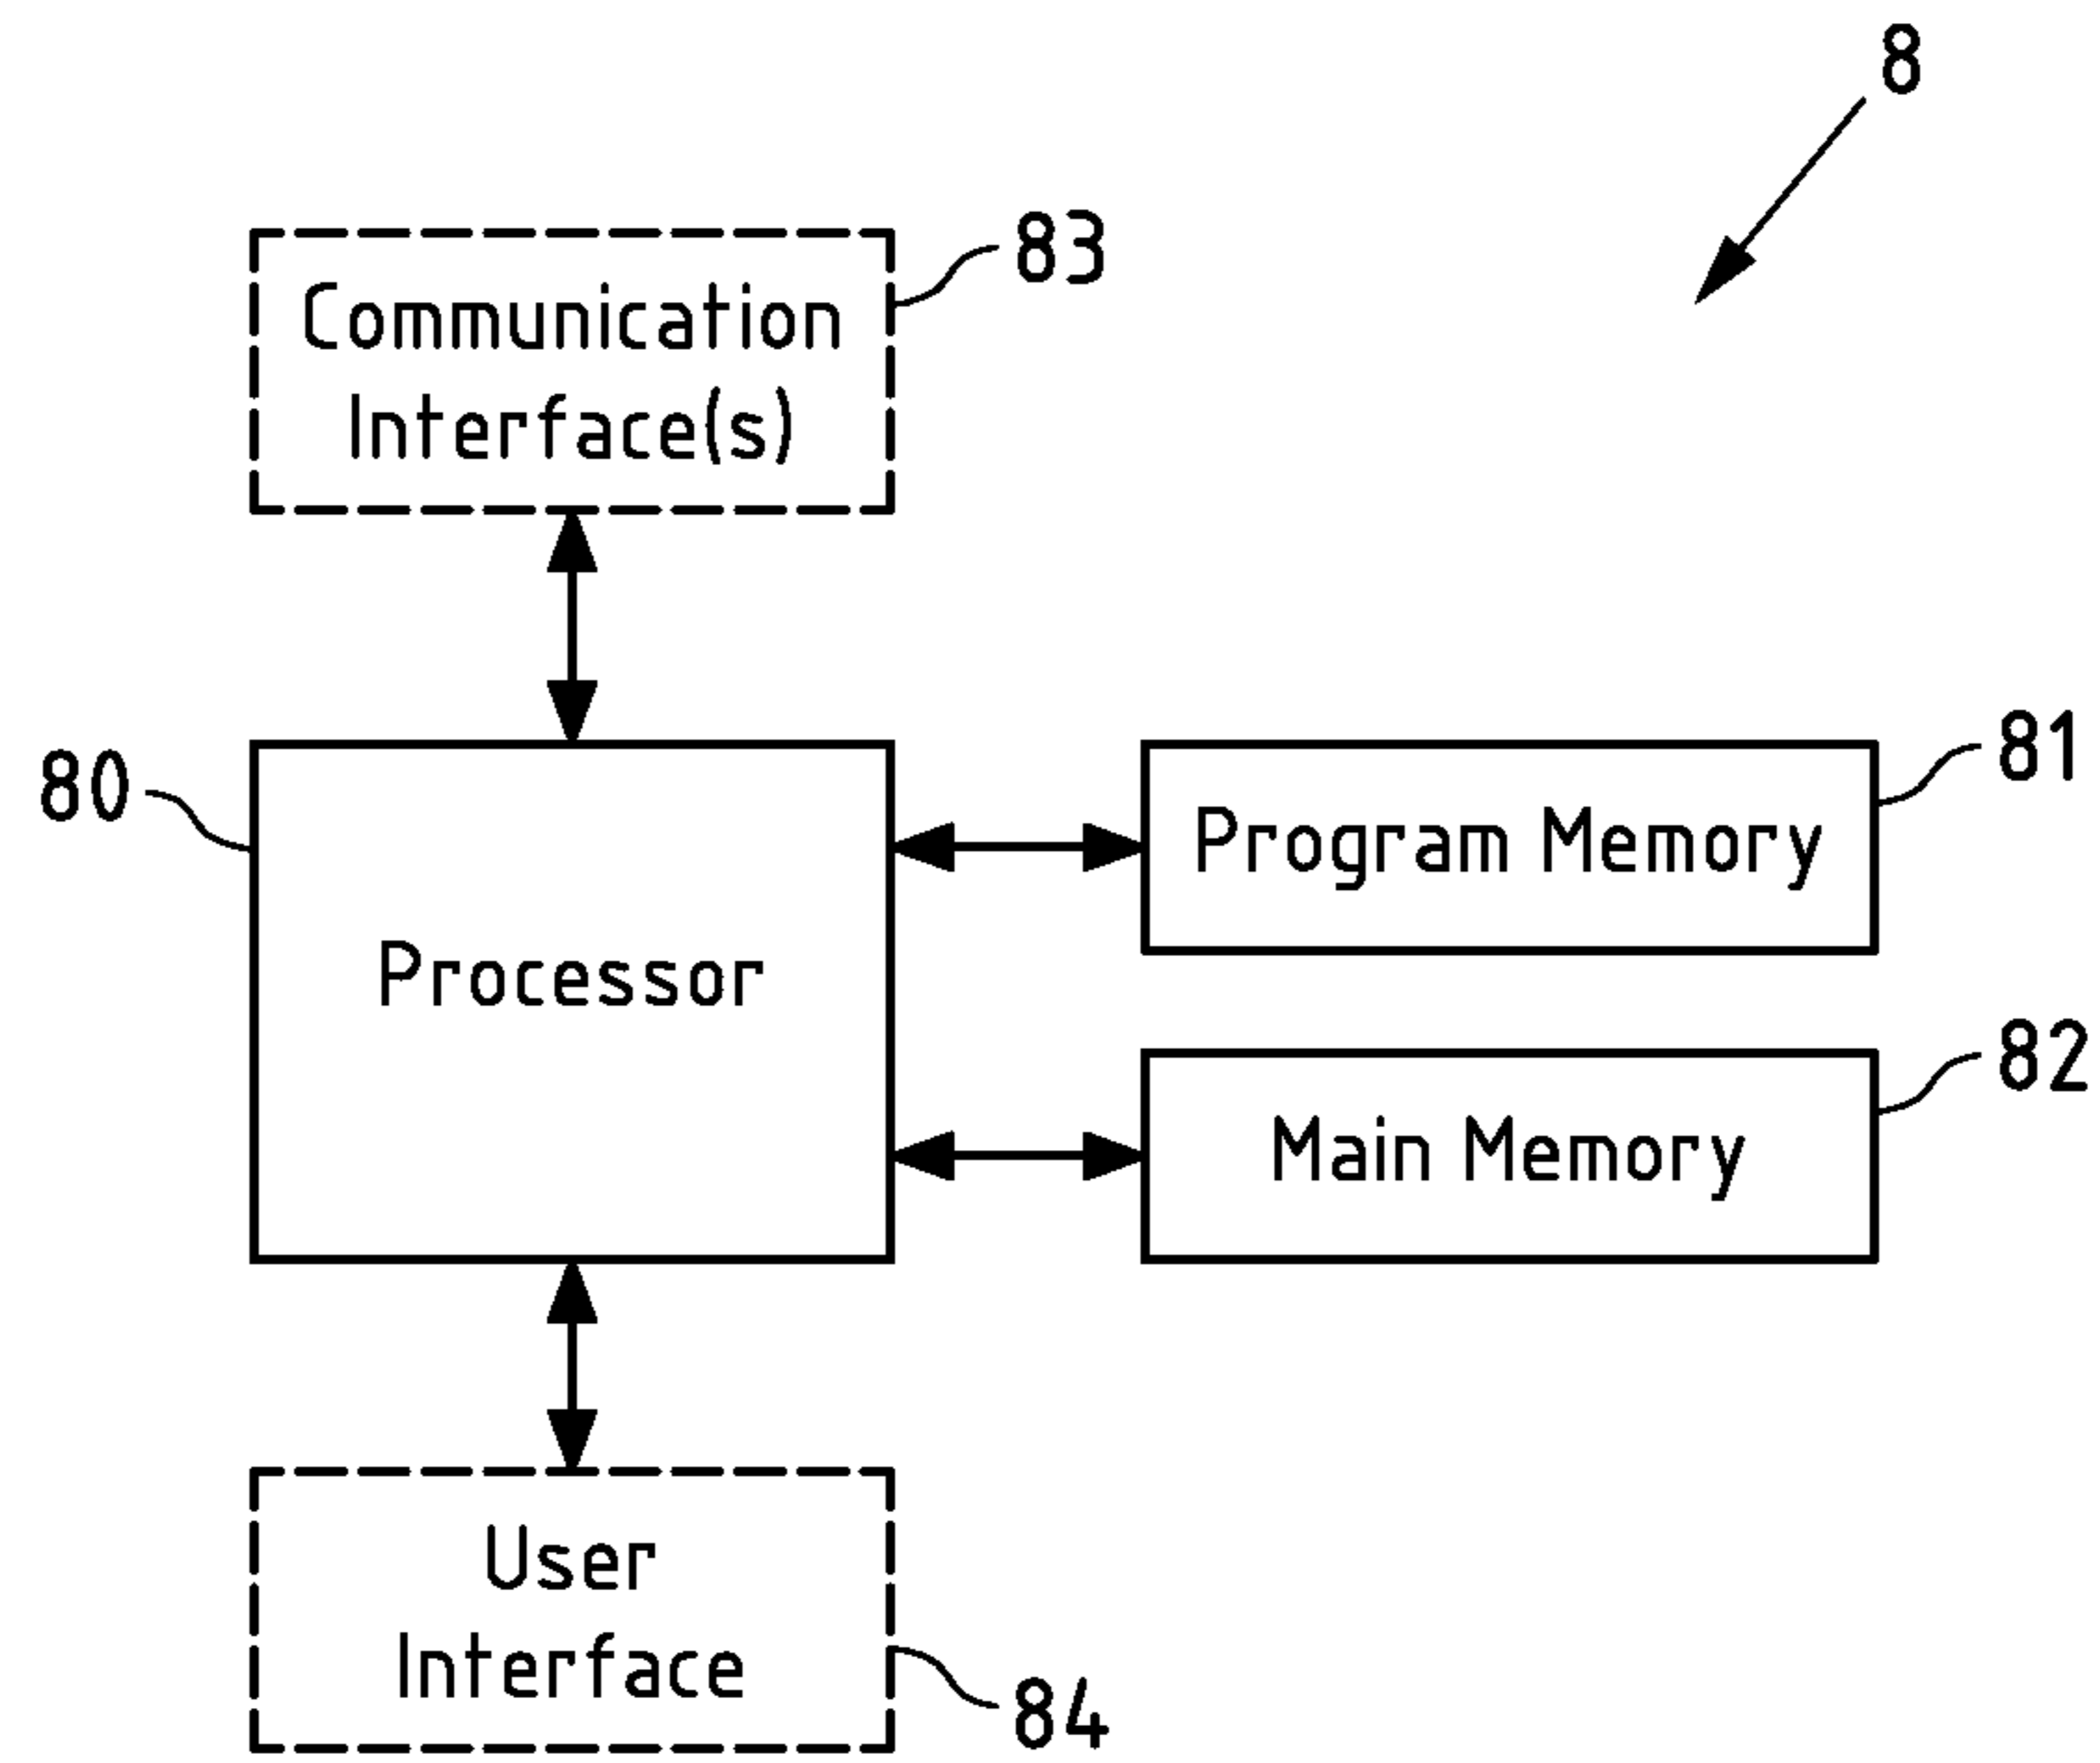 8
83
Communication
Interface(s)
80
81
Program Memory
Processor
82
Main Memory
User
Interface
84